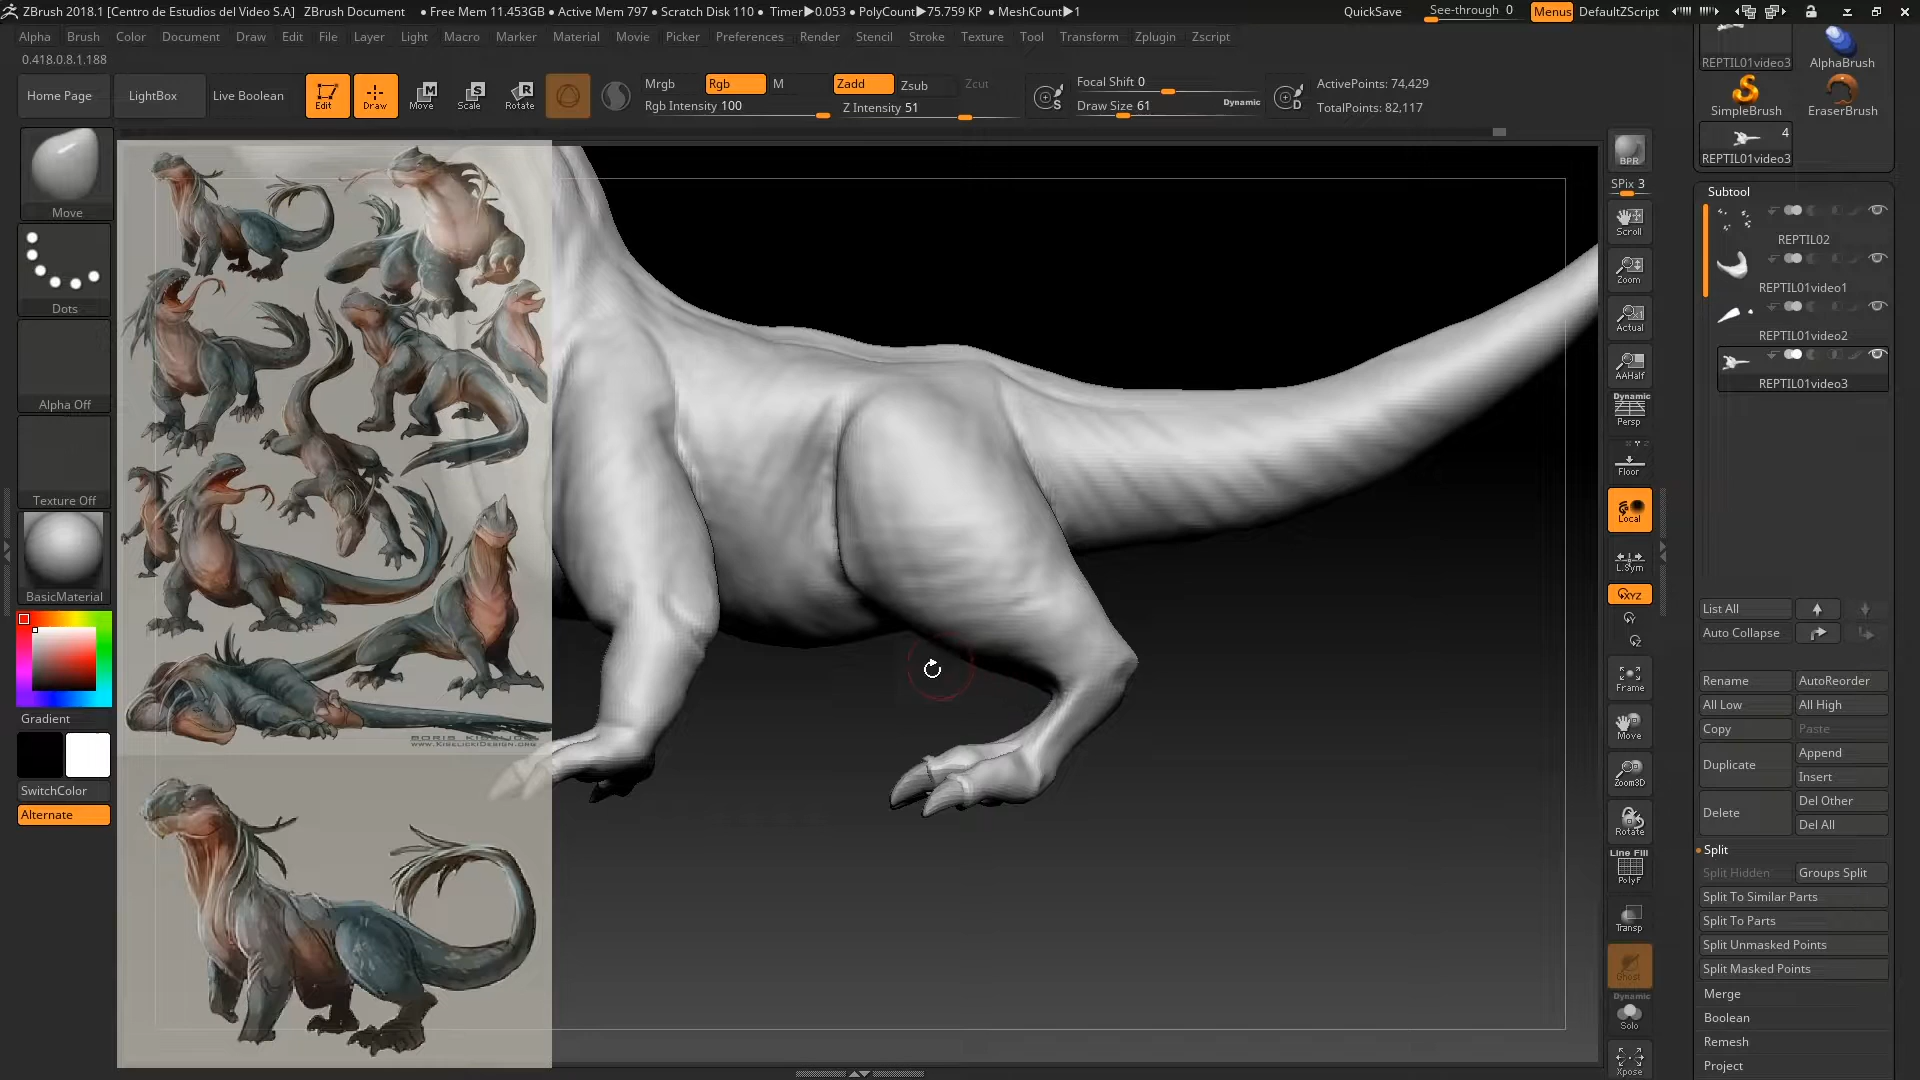 ZBrush 2018.1 [Centro de Estudios del Video S.A] ZBrush Document ● Free Mem 11.453GB ● Active Mem 797 ● Scratch Disk 110 ● Timer▶0.053 ● PolyCount▶75.759 KP ● MeshCount▶1 QuickSave See-through 0 Menus DefaultZScript
Alpha Brush Color Document Draw Edit File Layer Light Macro Marker Material Movie Picker Preferences Render Stencil Stroke Texture Tool Transform Zplugin Zscript
0.418.0.8.1.188
Home Page LightBox Live Boolean Edit Draw Move Scale Rotate
Mrgb Rgb M Zadd Zsub Zcut
Rgb Intensity 100 Z Intensity 51
S Focal Shift 0
Draw Size 61 Dynamic
D ActivePoints: 74,429
TotalPoints: 82,117
Move
Dots
Alpha Off
Texture Off
BasicMaterial
Gradient
SwitchColor
Alternate
WWW.KISELICKIDESIGN.ORG
BPR
SPix 3
Scroll
Zoom
Actual
AAHalf
Dynamic
Persp
Floor
Local
L.Sym
XYZ
Y
Z
Frame
Move
Zoom3D
Rotate
Line Fill
PolyF
Transp
Ghost
Dynamic
Solo
Xpose
REPTIL01video3 AlphaBrush
SimpleBrush EraserBrush
4
REPTIL01video3
Subtool
REPTIL02
REPTIL01video1
REPTIL01video2
REPTIL01video3
List All
Auto Collapse
Rename AutoReorder
All Low All High
Copy Paste
Duplicate Append
Insert
Delete Del Other
Del All
Split
Split Hidden Groups Split
Split To Similar Parts
Split To Parts
Split Unmasked Points
Split Masked Points
Merge
Boolean
Remesh
Project